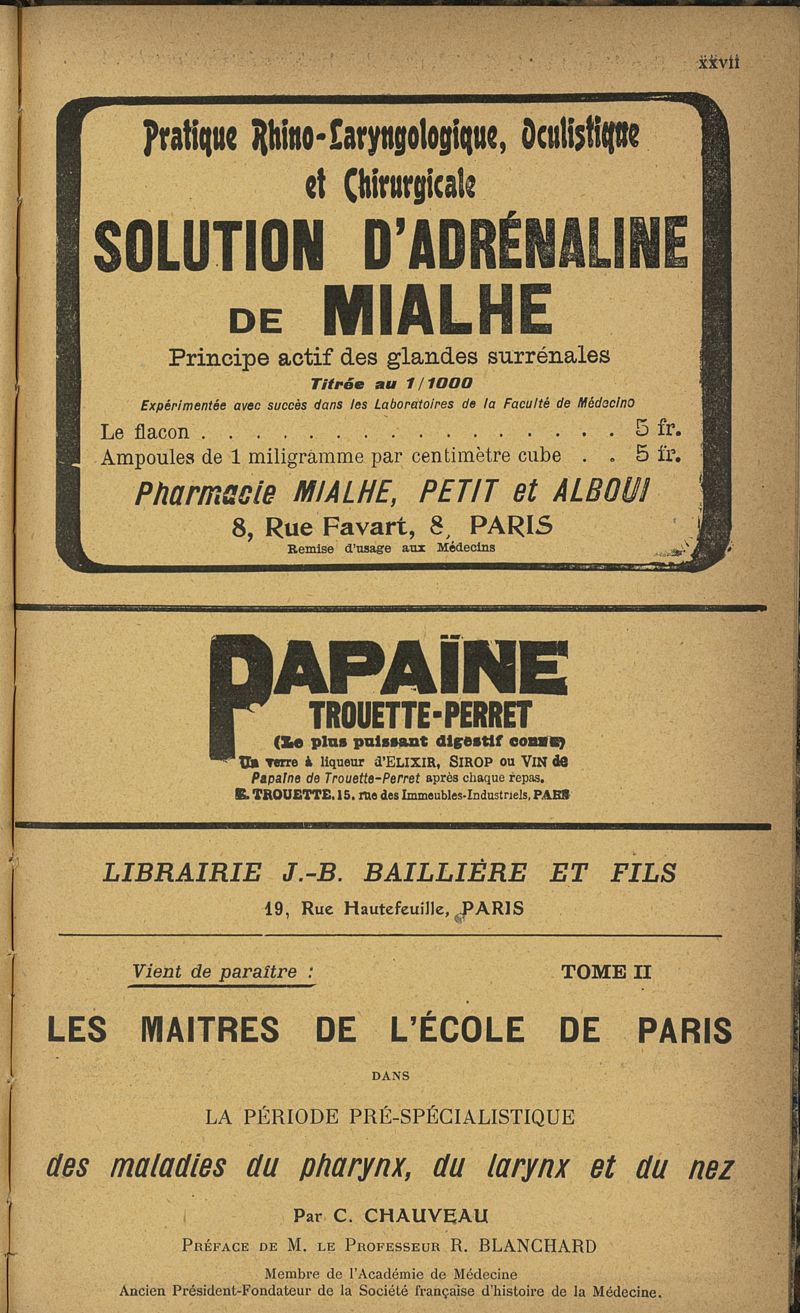 xxvii
Pratique Rhino-Laryngologique, Oculistique
et Chirurgicale
SOLUTION D'ADRÉNALINE
DE MIALHE
Principe actif des glandes surrénales
Titrée au 1/1000
Expérimentée avec succès dans les Laboratoires de la Faculté de Médecine
Le flacon . . . . . . . . . . . . . . . . 5 fr.
Ampoules de 1 miligramme par centimètre cube . . 5 fr.
Pharmacie MIALHE, PETIT et ALBOUI
8, Rue Favart, 8, PARIS
Remise d'usage aux Médecins
PAPAÏNE
TROUETTE-PERRET
(Le plus puissant digestif connu)
Un verre à liqueur d'ELIXIR, SIROP ou VIN de
Papaïne de Trouette-Perret après chaque repas.
E. TROUETTE, 15, rue des Immeubles-Industriels, PARIS
LIBRAIRIE J.-B. BAILLIÈRE ET FILS
19, Rue Hautefeuille, PARIS
Vient de paraître : TOME II
LES MAITRES DE L'ÉCOLE DE PARIS
DANS
LA PÉRIODE PRÉ-SPÉCIALISTIQUE
des maladies du pharynx, du larynx et du nez
Par C. CHAUVEAU
PRÉFACE DE M. LE PROFESSEUR R. BLANCHARD
Membre de l'Académie de Médecine
Ancien Président-Fondateur de la Société française d'histoire de la Médecine.